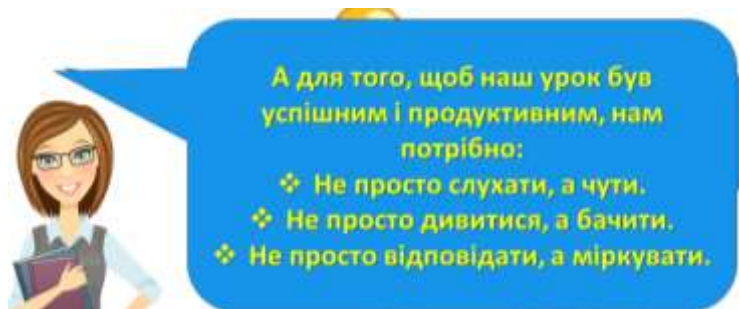 А для того, щоб наш урок був
успішним і продуктивним, нам
потрібно:
❖ Не просто слухати, а чути.
❖ Не просто дивитися, а бачити.
❖ Не просто відповідати, а міркувати.